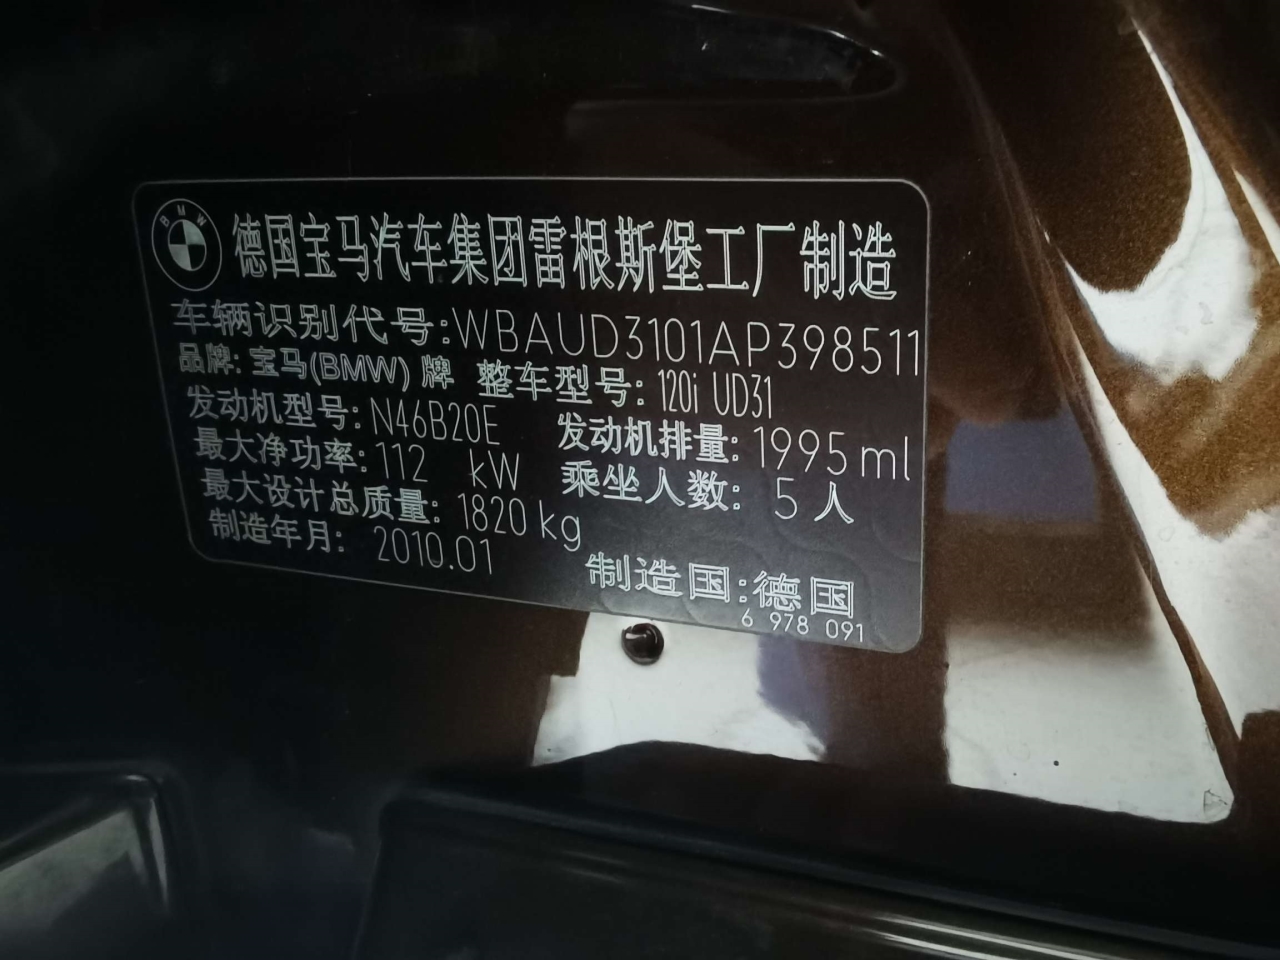 BMW
德国宝马汽车集团雷根斯堡工厂制造
车辆识别代号:WBAUD3101AP398511
品牌: 宝马(BMW) 牌 整车型号: 120i UD31
发动机型号: N46B20E 发动机排量: 1995 ml
最大净功率: 112 kW 乘坐人数: 5 人
最大设计总质量: 1820 kg
制造年月: 2010.01 制造国: 德国
6 978 091